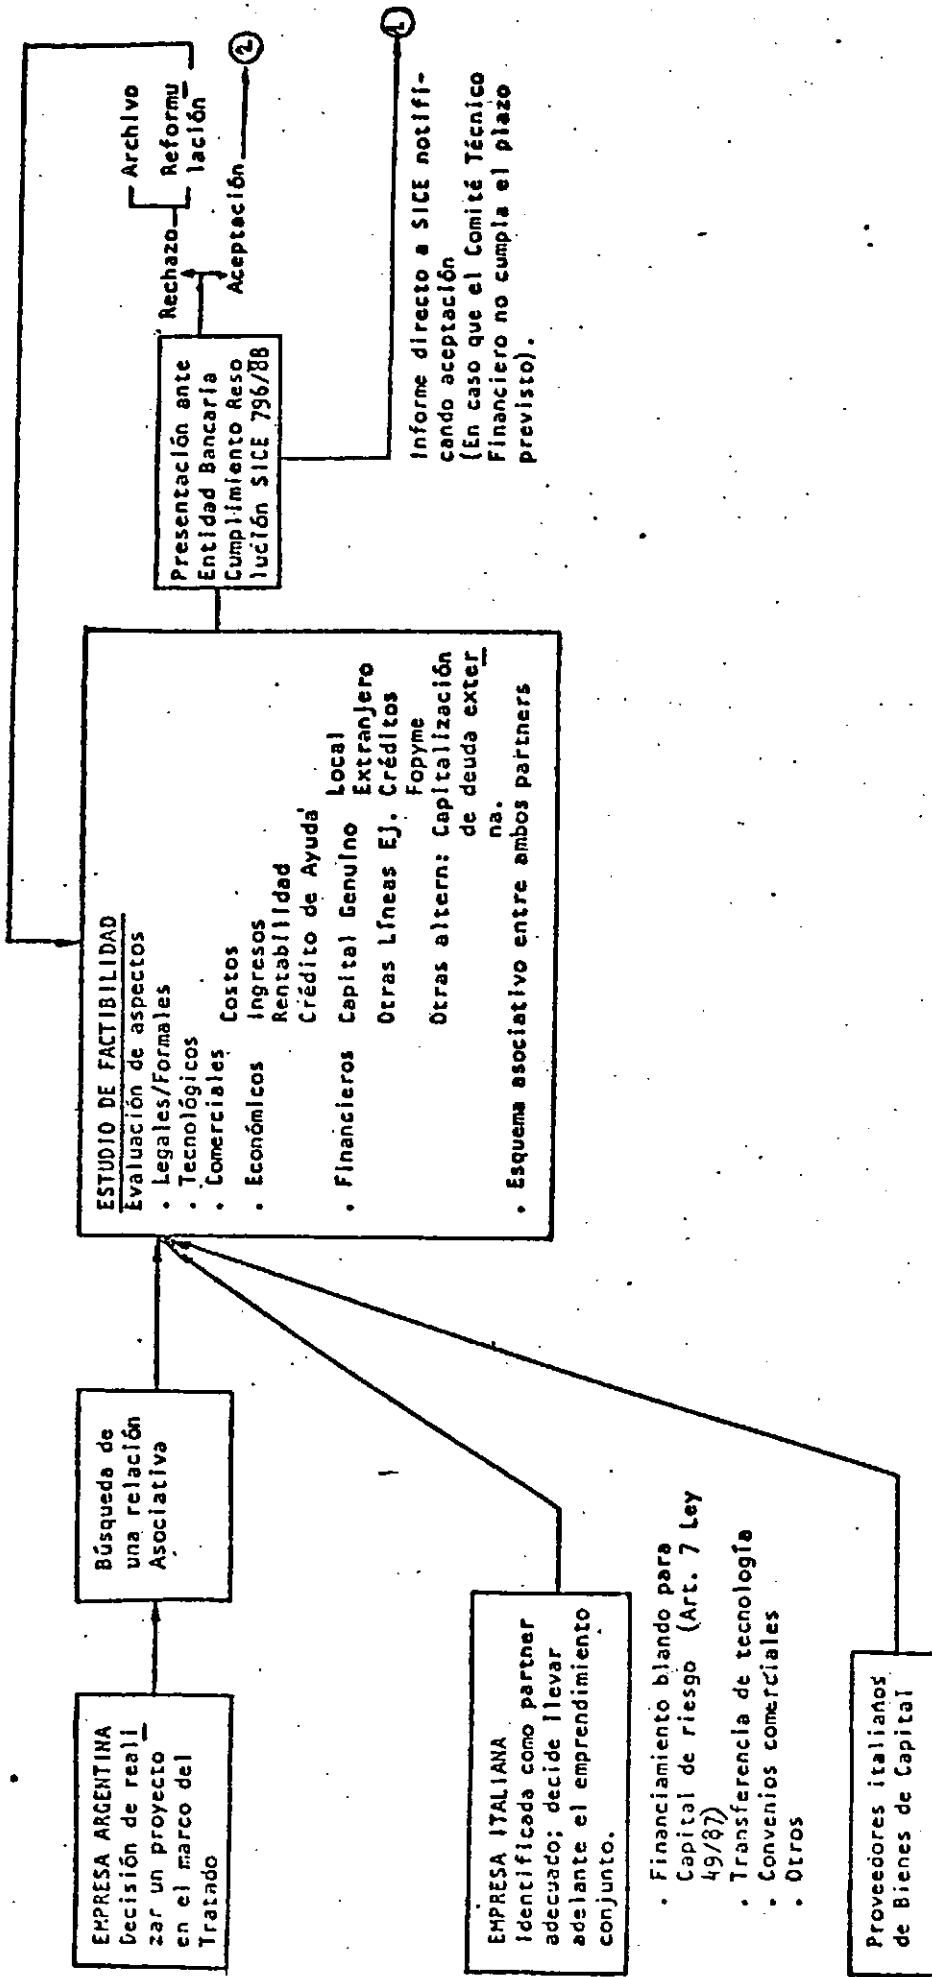 EMPRESA ARGENTINA
Decisión de reali
zar un proyecto
en el marco del
Tratado
Búsqueda de
una relación
Asociativa
EMPRESA ITALIANA
Identificada como partner
adecuado; decide llevar
adelante el emprendimiento
conjunto.
· Financiamiento blando para
Capital de riesgo (Art. 7 Ley
49/87)
· Transferencia de tecnología
· Convenios comerciales
· Otros
Proveedores italianos
de Bienes de Capital
ESTUDIO DE FACTIBILIDAD
Evaluación de aspectos
· Legales/Formales
· Tecnológicos
· Comerciales
Costos
· Económicos Ingresos
Rentabilidad
Crédito de Ayuda
· Financieros Capital Genuino Local
Extranjero
Otras Líneas Ej. Créditos
Fopyme
Otras altern: Capitalización
de deuda exter
na.
· Esquema asociativo entre ambos partners
Presentación ante
Entidad Bancaria
Cumplimiento Reso
lución SICE 796/88
Rechazo
Archivo
Reformu
lación
Aceptación
2
1
Informe directo a SICE notifi-
cando aceptación
(En caso que el Comité Técnico
Financiero no cumpla el plazo
previsto).